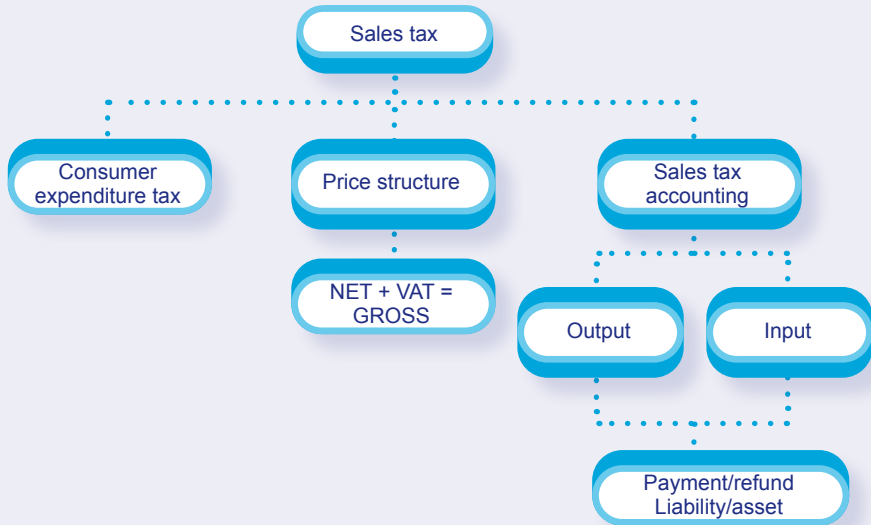 Sales tax
Consumer
expenditure tax
Price structure
Sales tax
accounting
NET + VAT =
GROSS
Output
Input
Payment/refund
Liability/asset